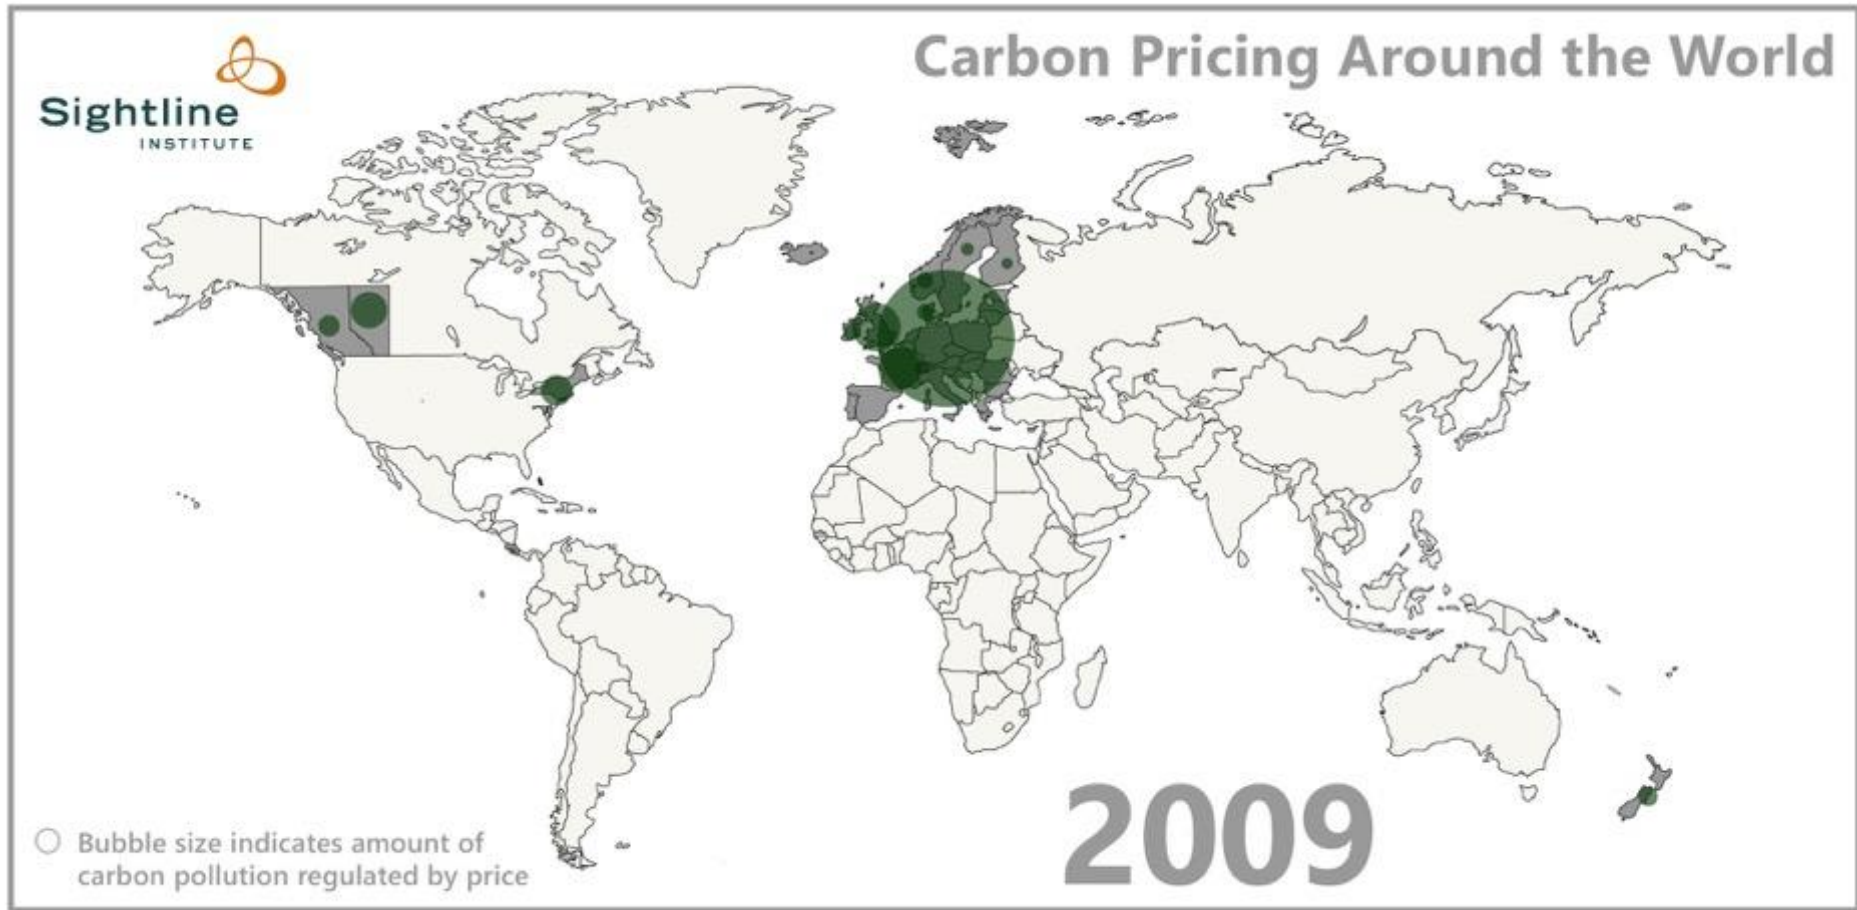 Carbon Pricing Around the World
Sightline
INSTITUTE
2009
Bubble size indicates amount of
carbon pollution regulated by price